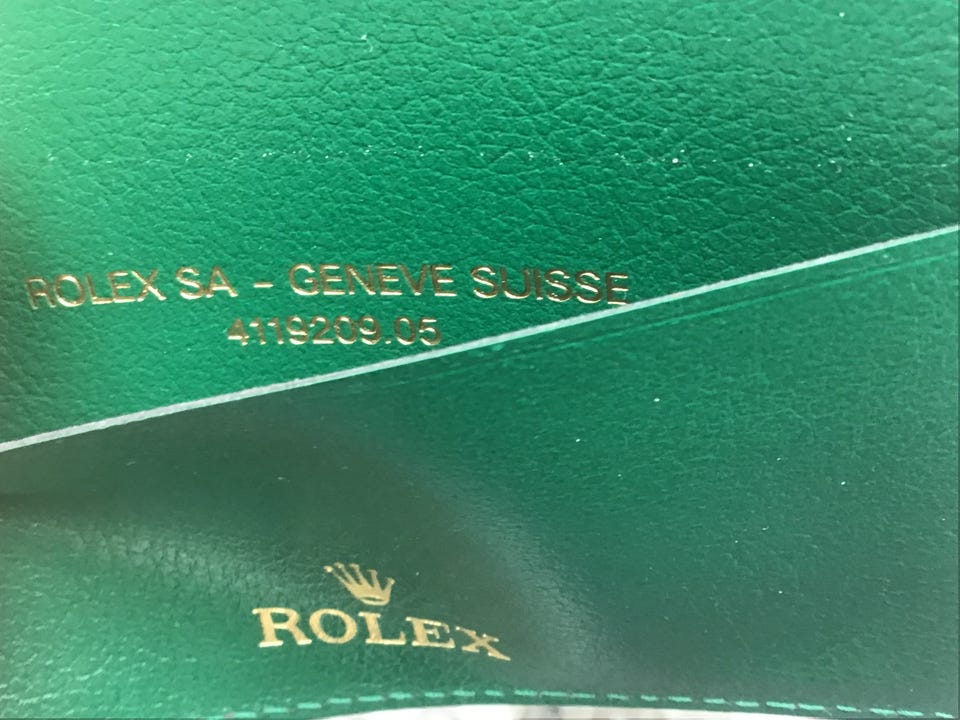 ROLEX SA - GENEVE SUISSE
4119209.05
ROLEX